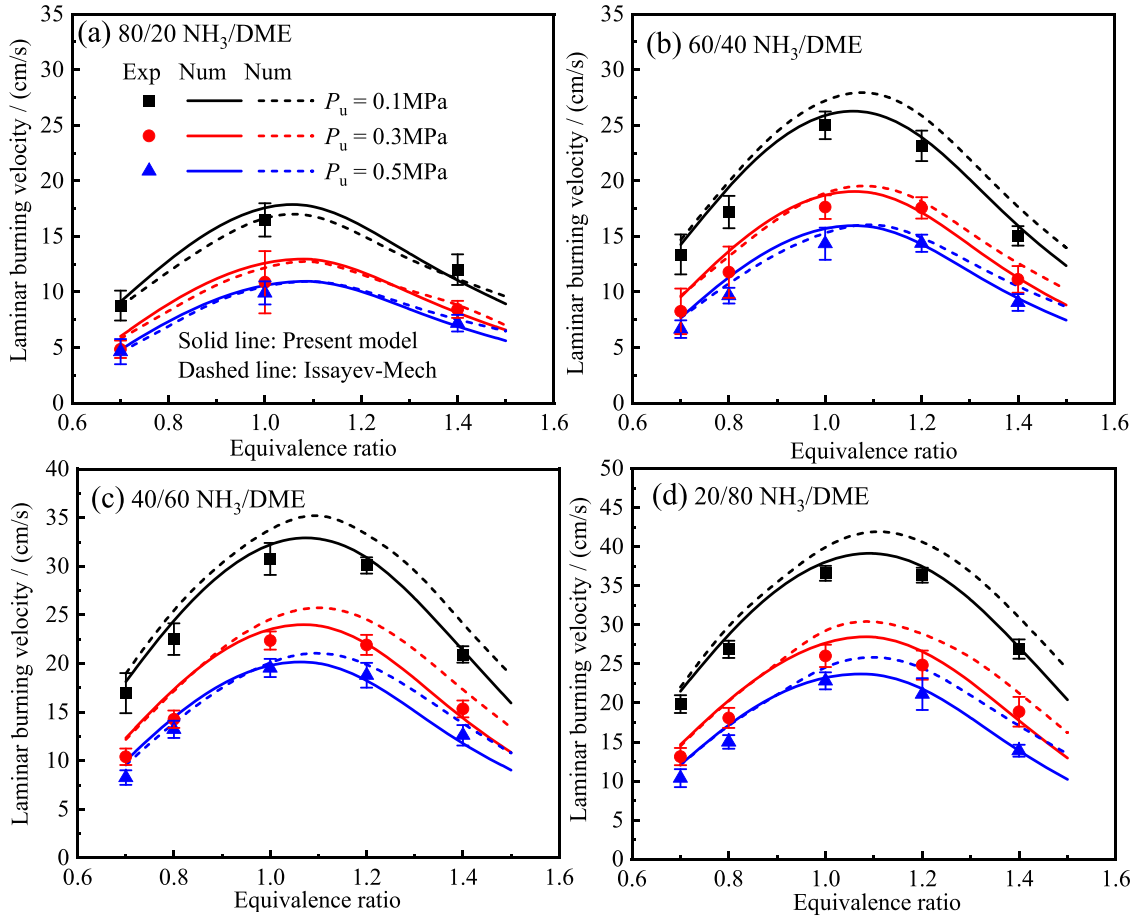 (a) 80/20 NH₃/DME
Exp Num Num
Pᵤ = 0.1MPa
Pᵤ = 0.3MPa
Pᵤ = 0.5MPa
Solid line: Present model
Dashed line: Issayev-Mech
35
30
25
20
15
10
5
0
Laminar burning velocity / (cm/s)
0.6 0.8 1.0 1.2 1.4 1.6
Equivalence ratio
(b) 60/40 NH₃/DME
35
30
25
20
15
10
5
0
Laminar burning velocity / (cm/s)
0.6 0.8 1.0 1.2 1.4 1.6
Equivalence ratio
(c) 40/60 NH₃/DME
40
35
30
25
20
15
10
5
0
Laminar burning velocity / (cm/s)
0.6 0.8 1.0 1.2 1.4 1.6
Equivalence ratio
(d) 20/80 NH₃/DME
50
45
40
35
30
25
20
15
10
5
0
Laminar burning velocity / (cm/s)
0.6 0.8 1.0 1.2 1.4 1.6
Equivalence ratio